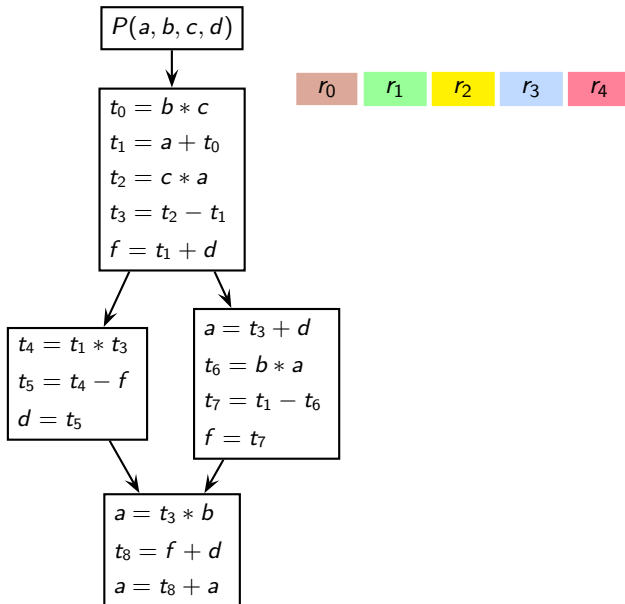 P(a, b, c, d)
r₀ r₁ r₂ r₃ r₄
t₀ = b ∗ c
t₁ = a + t₀
t₂ = c ∗ a
t₃ = t₂ − t₁
f = t₁ + d
t₄ = t₁ ∗ t₃
t₅ = t₄ − f
d = t₅
a = t₃ + d
t₆ = b ∗ a
t₇ = t₁ − t₆
f = t₇
a = t₃ ∗ b
t₈ = f + d
a = t₈ + a